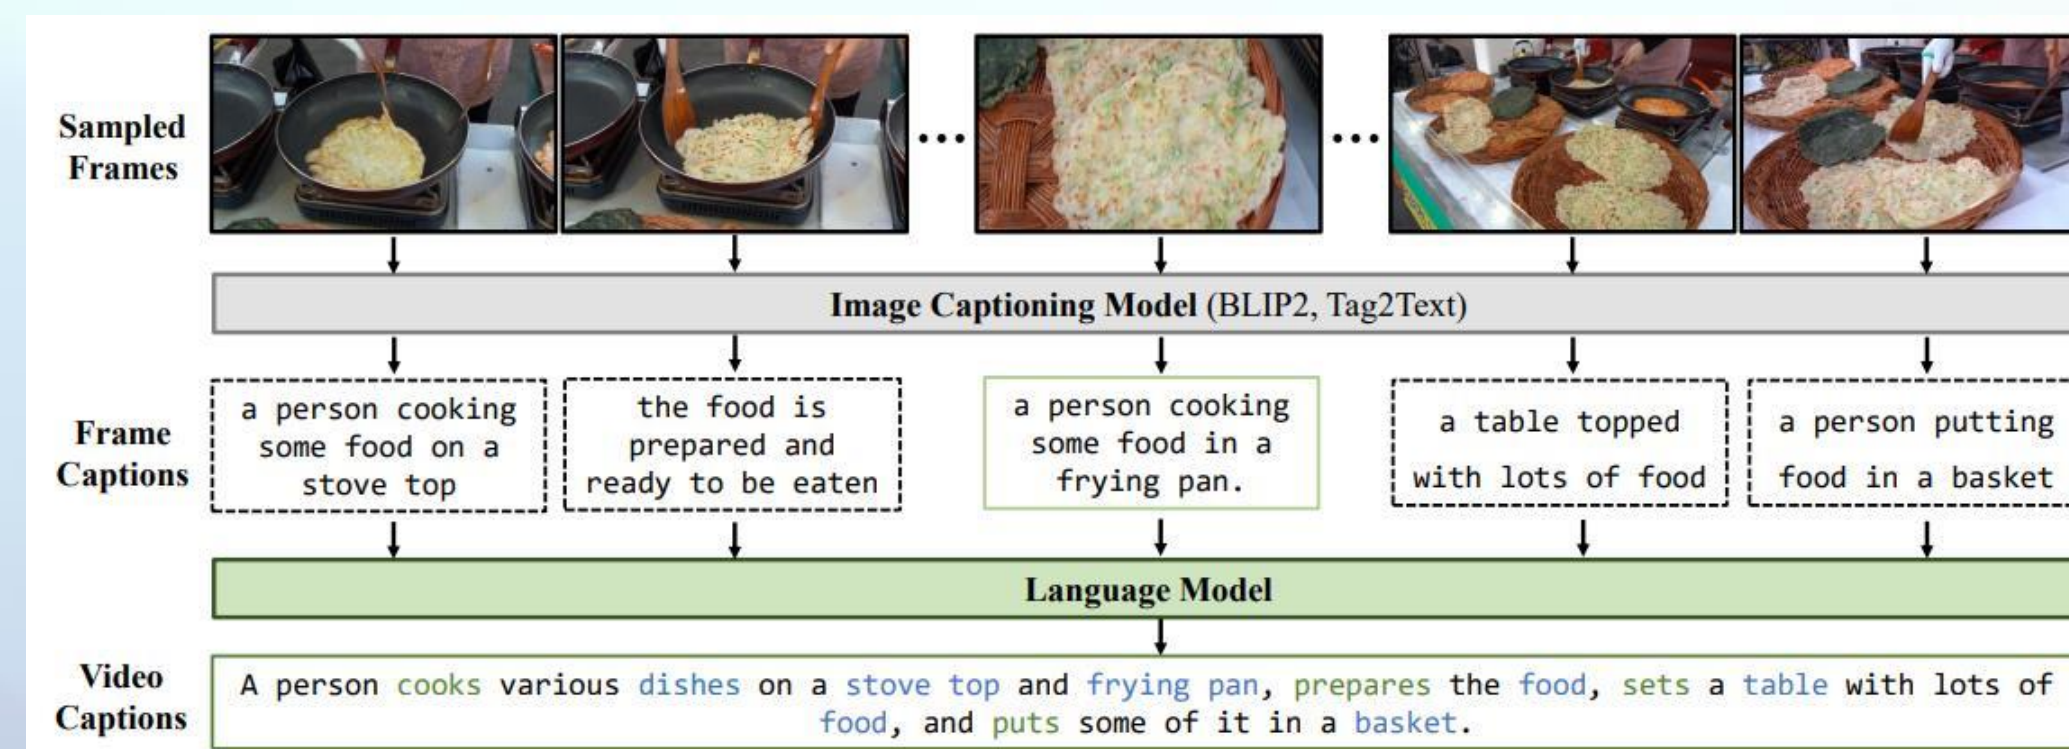 Sampled
Frames
Image Captioning Model (BLIP2, Tag2Text)
Frame
Captions
a person cooking
some food on a
stove top
the food is
prepared and
ready to be eaten
a person cooking
some food in a
frying pan.
a table topped
with lots of food
a person putting
food in a basket
Language Model
Video
Captions
A person cooks various dishes on a stove top and frying pan, prepares the food, sets a table with lots of
food, and puts some of it in a basket.